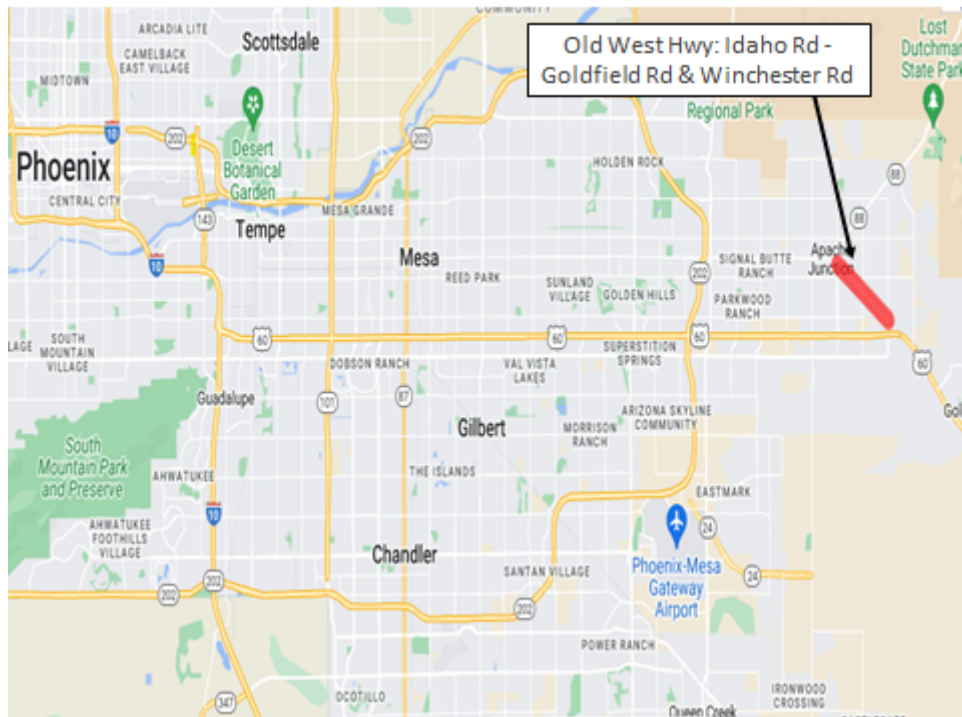 COMMUNITY
ARCADIA LITE
Scottsdale
CAMELBACK
EAST VILLAGE
MIDTOWN
Old West Hwy: Idaho Rd -
Goldfield Rd & Winchester Rd
Lost
Dutchman
State Park
Regional Park
10
202
202
Desert
Botanical
Garden
HOLDEN ROCK
88
Phoenix
CENTRAL CITY
143
MESA GRANDE
88
Tempe
Mesa
Apache
Junction
SIGNAL BUTTE
RANCH
10
REED PARK
202
SUNLAND
VILLAGE
GOLDEN HILLS
PARKWOOD
RANCH
60
60
60
SOUTH
MOUNTAIN
VILLAGE
LAGE
SUPERSTITION
SPRINGS
DOBSON RANCH
VAL VISTA
LAKES
60
Guadalupe
101
87
ARIZONA SKYLINE
COMMUNITY
Gol
Gilbert
MORRISON
RANCH
South
Mountain Park
and Preserve
THE ISLANDS
AHWATUKEE
EASTMARK
10
24
AHWATUKEE
FOOTHILLS
VILLAGE
Chandler
Phoenix-Mesa
Gateway
Airport
SANTAN VILLAGE
24
202
202
202
POWER RANCH
347
OCOTILLO
IRONWOOD
CROSSING
Queen Creek